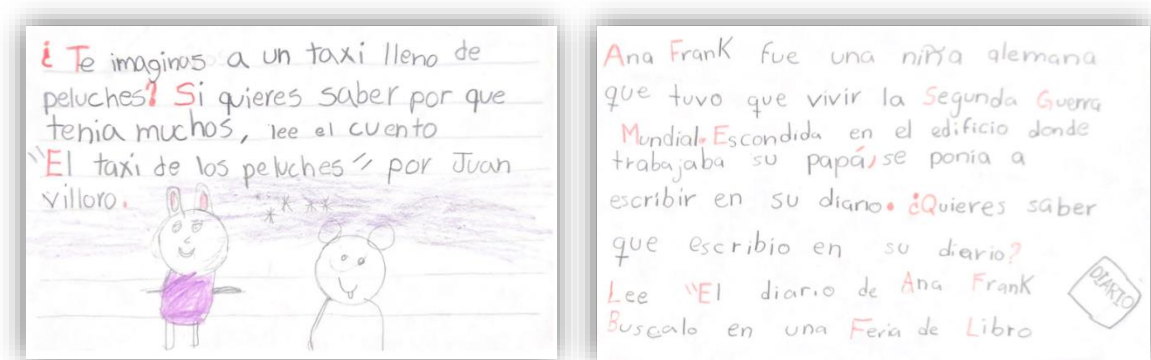 ¿Te imaginas a un taxi lleno de
peluches? Si quieres saber por que
tenia muchos, lee el cuento
"El taxi de los peluches" por Juan
villoro.
Ana Frank fue una niña alemana
que tuvo que vivir la Segunda Guerra
Mundial. Escondida en el edificio donde
trabajaba su papá, se ponia a
escribir en su diario. ¿Quieres saber
que escribio en su diario?
Lee "El diario de Ana Frank
Buscalo en una Feria de Libro
DIARIO